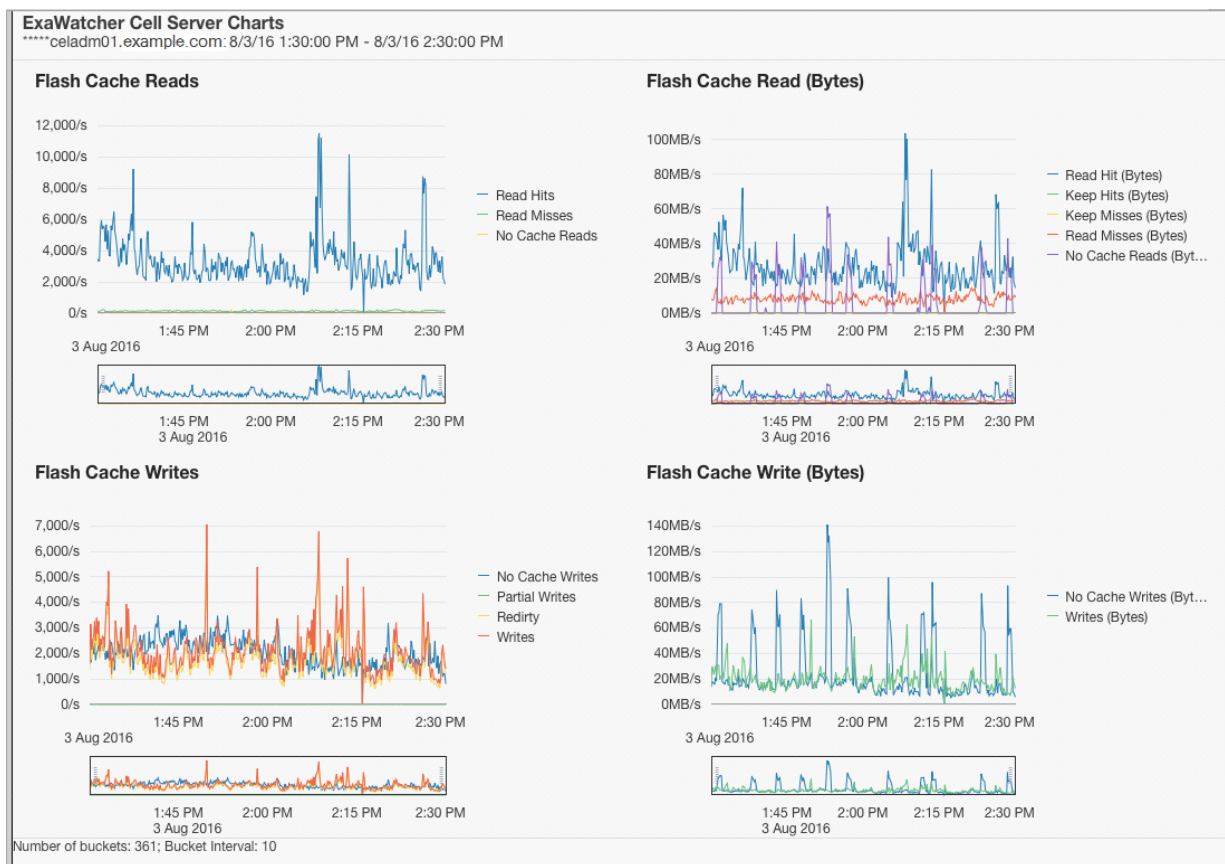 ExaWatcher Cell Server Charts
*****celadm01.example.com: 8/3/16 1:30:00 PM - 8/3/16 2:30:00 PM
Flash Cache Reads
12,000/s
10,000/s
8,000/s
6,000/s
4,000/s
2,000/s
0/s
1:45 PM 2:00 PM 2:15 PM 2:30 PM
3 Aug 2016
Read Hits
Read Misses
No Cache Reads
1:45 PM 2:00 PM 2:15 PM 2:30 PM
3 Aug 2016
Flash Cache Read (Bytes)
100MB/s
80MB/s
60MB/s
40MB/s
20MB/s
0MB/s
1:45 PM 2:00 PM 2:15 PM 2:30 PM
3 Aug 2016
Read Hit (Bytes)
Keep Hits (Bytes)
Keep Misses (Bytes)
Read Misses (Bytes)
No Cache Reads (Byt...
1:45 PM 2:00 PM 2:15 PM 2:30 PM
3 Aug 2016
Flash Cache Writes
7,000/s
6,000/s
5,000/s
4,000/s
3,000/s
2,000/s
1,000/s
0/s
1:45 PM 2:00 PM 2:15 PM 2:30 PM
3 Aug 2016
No Cache Writes
Partial Writes
Redirty
Writes
1:45 PM 2:00 PM 2:15 PM 2:30 PM
3 Aug 2016
Flash Cache Write (Bytes)
140MB/s
120MB/s
100MB/s
80MB/s
60MB/s
40MB/s
20MB/s
0MB/s
1:45 PM 2:00 PM 2:15 PM 2:30 PM
3 Aug 2016
No Cache Writes (Byt...
Writes (Bytes)
1:45 PM 2:00 PM 2:15 PM 2:30 PM
3 Aug 2016
Number of buckets: 361; Bucket Interval: 10